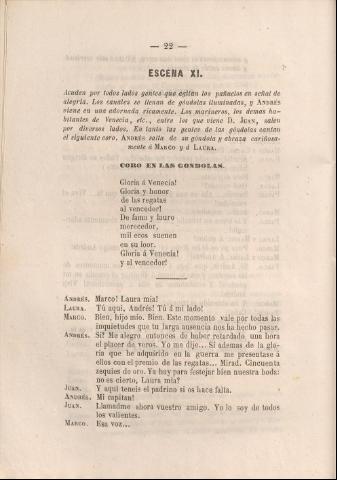 — 22 —
ESCENA XI.
Acuden por todos lados gentes que agitan los pañuelos en señal de
alegría. Los canales se llenan de góndolas iluminadas, y ANDRÉS
viene en una adornada ricamente. Los marineros, los demas ha-
bitantes de Venecia, etc., entre los que viene D. JUAN, salen
por diversos lados. En tanto las gentes de las góndolas cantan
el siguiente coro. ANDRÉS salta de su góndola y abraza cariñosa-
mente á MARCO y á LAURA.
CORO EN LAS GONDOLAS.
Gloria á Venecia!
Gloria y honor
de las regatas
al vencedor!
De fama y lauro
merecedor,
mil ecos suenen
en su loor.
Gloria á Venecia!
y al vencedor!
ANDRÉS. Marco! Laura mia!
LAURA. Tú aqui, Andrés! Tú á mi lado!
MARCO. Bien, hijo mio. Bien. Este momento vale por todas las
inquietudes que tu larga ausencia nos ha hecho pasar.
ANDRÉS. Si? Me alegro entonces de haber retardado una hora
el placer de veros. Yo me dije... Si ademas de la glo-
ria que he adquirido en la guerra me presentase á
ellos con el premio de las regatas... Mirad. Cincuenta
zequies de oro. Ya hay para festejar bien nuestra boda:
no es cierto, Laura mia?
JUAN. Y aqui teneis el padrino si os hace falta.
ANDRÉS. Mi capitan!
JUAN. Llamadme ahora vuestro amigo. Yo lo soy de todos
los valientes.
MARCO. Esa voz...